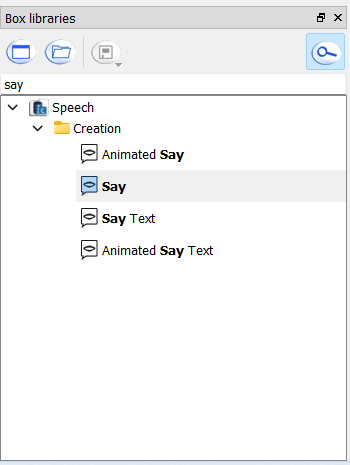 Box libraries
say
Speech
Creation
Animated Say
Say
Say Text
Animated Say Text